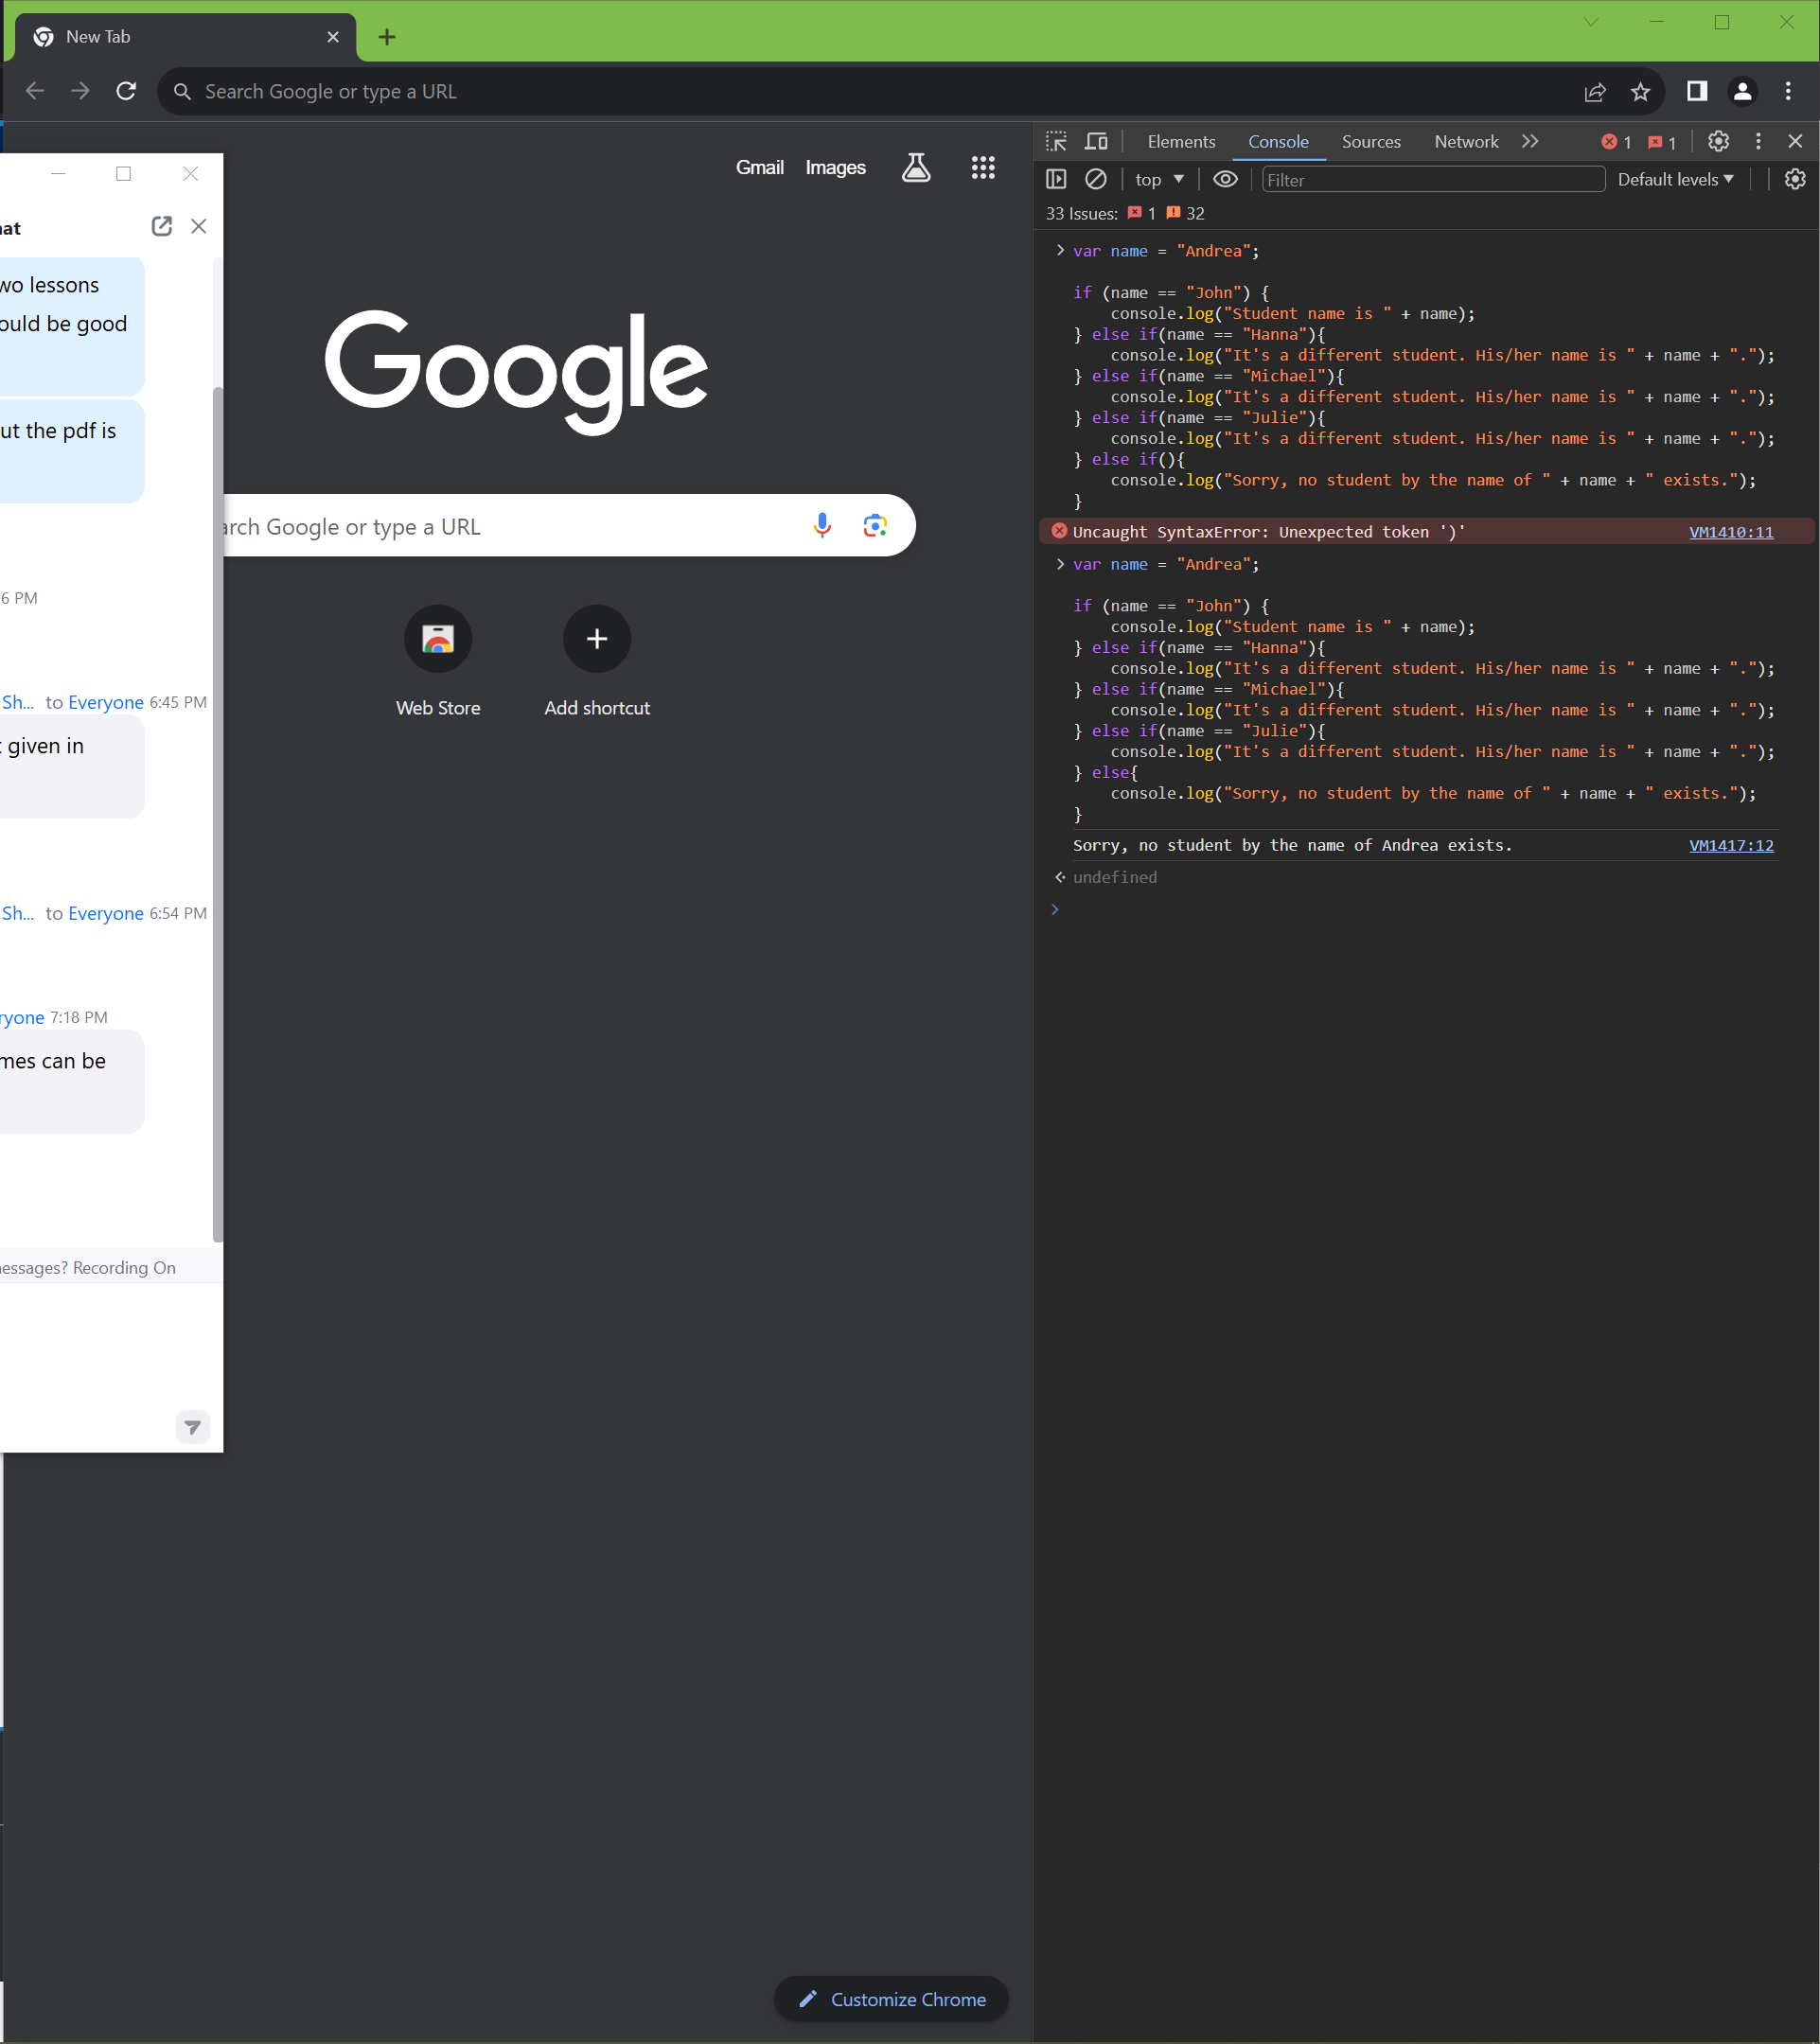 New Tab
Search Google or type a URL
Gmail Images
Google
arch Google or type a URL
Web Store
Add shortcut
Customize Chrome
at
wo lessons
ould be good
ut the pdf is
6 PM
Sh... to Everyone 6:45 PM
given in
Sh... to Everyone 6:54 PM
ryone 7:18 PM
mes can be
essages? Recording On
Elements Console Sources Network 1 1
top Filter Default levels
33 Issues: 1 32
var name = "Andrea";
if (name == "John") {
console.log("Student name is " + name);
} else if(name == "Hanna"){
console.log("It's a different student. His/her name is " + name + ".");
} else if(name == "Michael"){
console.log("It's a different student. His/her name is " + name + ".");
} else if(name == "Julie"){
console.log("It's a different student. His/her name is " + name + ".");
} else if(){
console.log("Sorry, no student by the name of " + name + " exists.");
}
Uncaught SyntaxError: Unexpected token ')' VM1410:11
var name = "Andrea";
if (name == "John") {
console.log("Student name is " + name);
} else if(name == "Hanna"){
console.log("It's a different student. His/her name is " + name + ".");
} else if(name == "Michael"){
console.log("It's a different student. His/her name is " + name + ".");
} else if(name == "Julie"){
console.log("It's a different student. His/her name is " + name + ".");
} else{
console.log("Sorry, no student by the name of " + name + " exists.");
}
Sorry, no student by the name of Andrea exists. VM1417:12
undefined